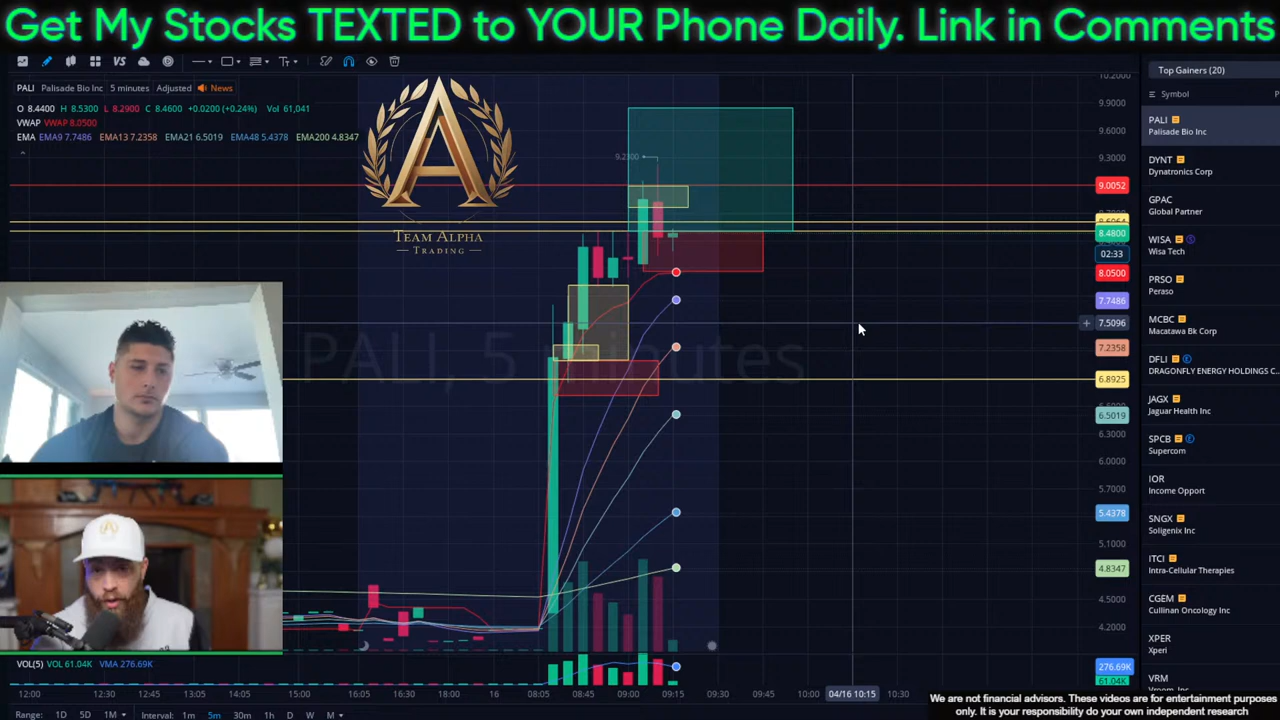 Get My Stocks TEXTED to YOUR Phone Daily. Link in Comments
PALI Palisade Bio Inc 5 minutes Adjusted News
O 8.4400 H 8.5300 L 8.2900 C 8.4600 +0.0200 (+0.24%) Vol 61,041
VWAP VWAP 8.0500
EMA EMA9 7.7486 EMA13 7.2358 EMA21 6.5019 EMA48 5.4378 EMA200 4.8347
A
TEAM ALPHA
TRADING
9.2300
PALI, 5 minutes
10.2000
9.9000
9.6000
9.3000
9.0052
8.4800
02:33
8.0500
7.7486
7.5096
7.2358
6.8925
6.5019
6.3000
6.0000
5.7000
5.4378
5.1000
4.8347
4.5000
4.2000
276.69K
61.04K
VOL(5) VOL 61.04K VMA 276.69K
12:00 12:30 13:05 14:05 15:00 16:05 16:30 18:00 16 08:05 08:45 09:00 09:15 09:30 09:45 10:00 04/16 10:15 10:30
Range: 1D 5D 1M Interval: 1m 5m 30m 1h D W M
Top Gainers (20)
Symbol
PALI
Palisade Bio Inc
DYNT
Dynatronics Corp
GPAC
Global Partner
WISA
Wisa Tech
PRSO
Peraso
MCBC
Macatawa Bk Corp
DFLI
DRAGONFLY ENERGY HOLDINGS C...
JAGX
Jaguar Health Inc
SPCB
Supercom
IOR
Income Opport
SNGX
Soligenix Inc
ITCI
Intra-Cellular Therapies
CGEM
Cullinan Oncology Inc
XPER
Xperi
VRM
We are not financial advisors. These videos are for entertainment purposes
only. It is your responsibility do your own independent research